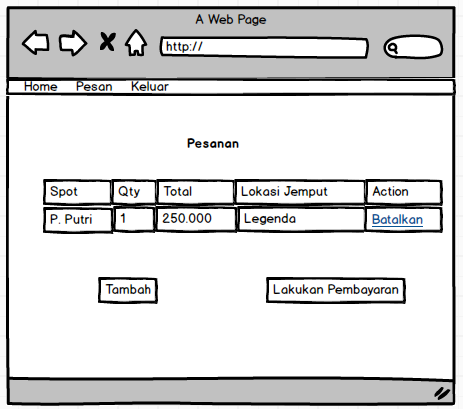 A Web Page
http://
Home Pesan Keluar
Pesanan
Spot Qty Total Lokasi Jemput Action
P. Putri 1 250.000 Legenda Batalkan
Tambah Lakukan Pembayaran